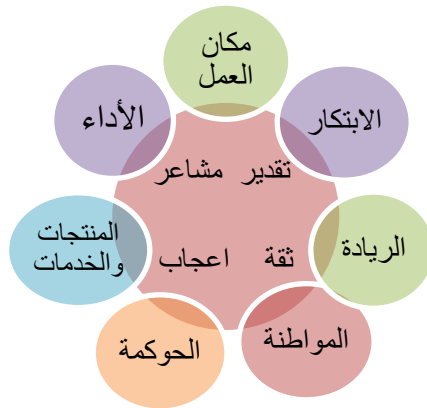 مكان
العمل
الابتكار
الأداء
تقدير مشاعر
الريادة
المنتجات
والخدمات
ثقة اعجاب
المواطنة
الحوكمة